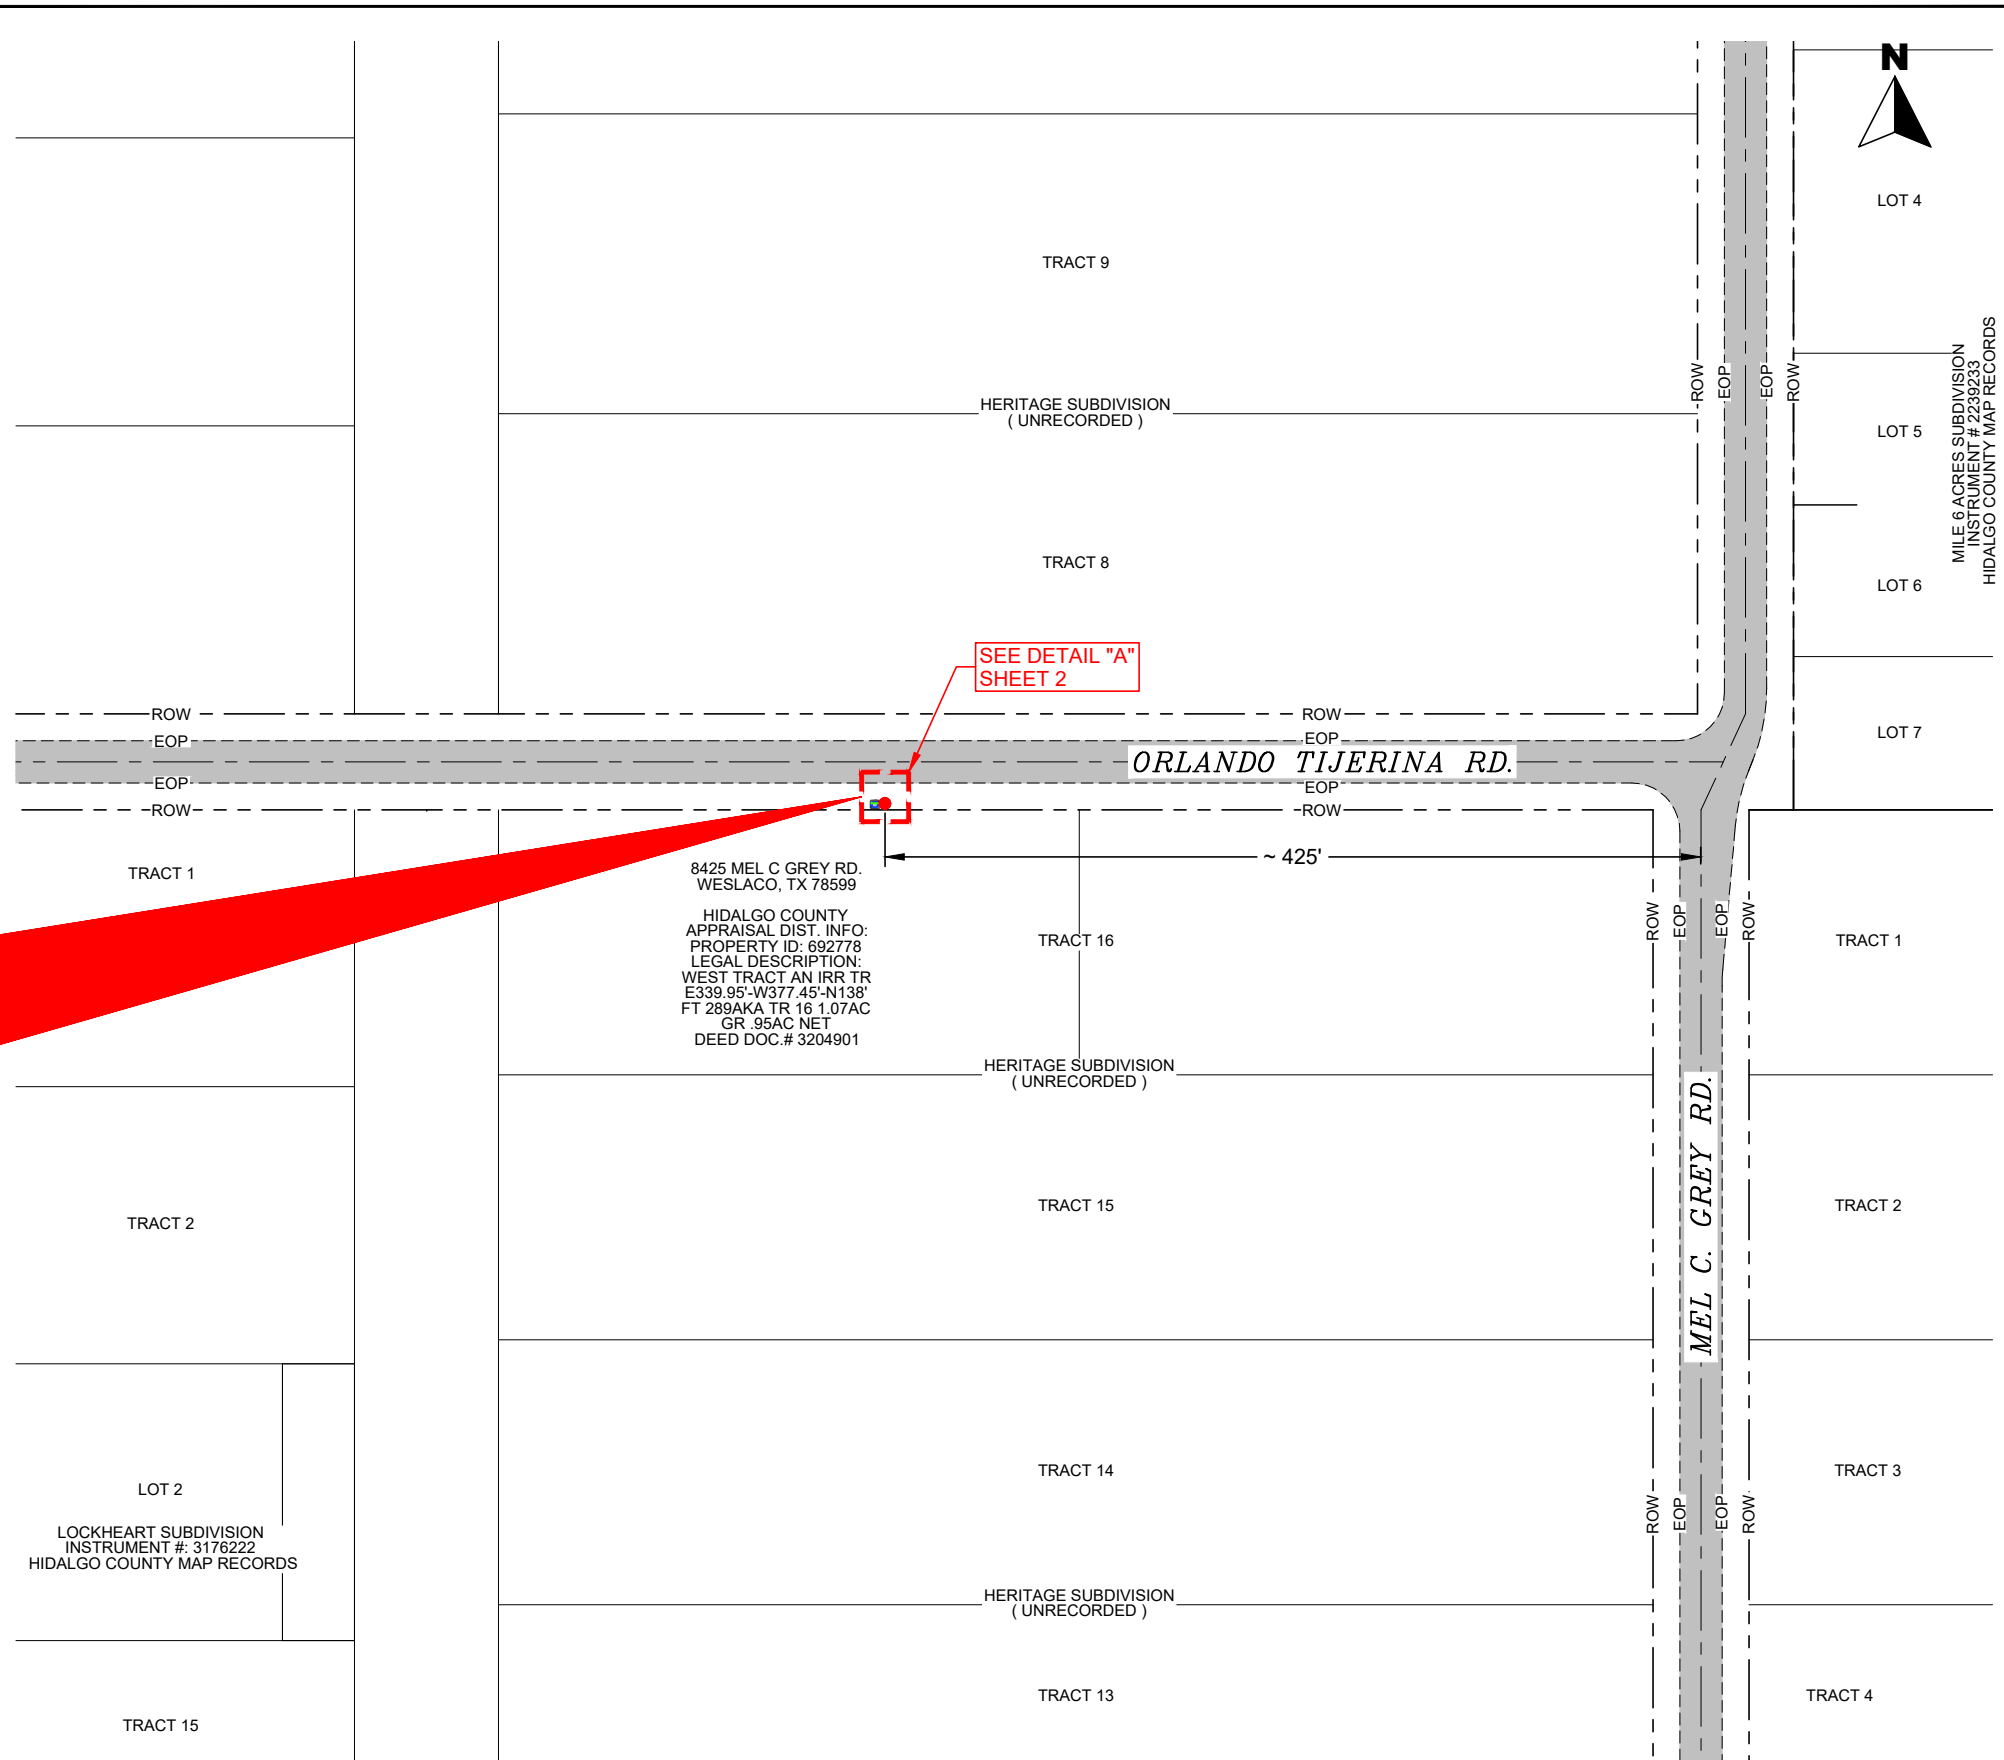 N
LOT 4
TRACT 9
MILE 6 ACRES SUBDIVISION
INSTRUMENT # 2239233
HIDALGO COUNTY MAP RECORDS
ROW
EOP
EOP
ROW
HERITAGE SUBDIVISION
( UNRECORDED )
LOT 5
TRACT 8
LOT 6
SEE DETAIL "A"
SHEET 2
ROW
ROW
LOT 7
EOP
EOP
ORLANDO TIJERINA RD.
EOP
EOP
ROW
ROW
~ 425'
TRACT 1
8425 MEL C GREY RD.
WESLACO, TX 78599
HIDALGO COUNTY
APPRAISAL DIST. INFO:
PROPERTY ID: 692778
LEGAL DESCRIPTION:
WEST TRACT AN IRR TR
E339.95'-W377.45'-N138'
FT 289AKA TR 16 1.07AC
GR .95AC NET
DEED DOC.# 3204901
TRACT 16
ROW
EOP
EOP
ROW
TRACT 1
HERITAGE SUBDIVISION
( UNRECORDED )
MEL C. GREY RD.
TRACT 2
TRACT 15
TRACT 2
LOT 2
LOCKHEART SUBDIVISION
INSTRUMENT #: 3176222
HIDALGO COUNTY MAP RECORDS
TRACT 14
ROW
EOP
EOP
ROW
TRACT 3
HERITAGE SUBDIVISION
( UNRECORDED )
TRACT 15
TRACT 13
TRACT 4